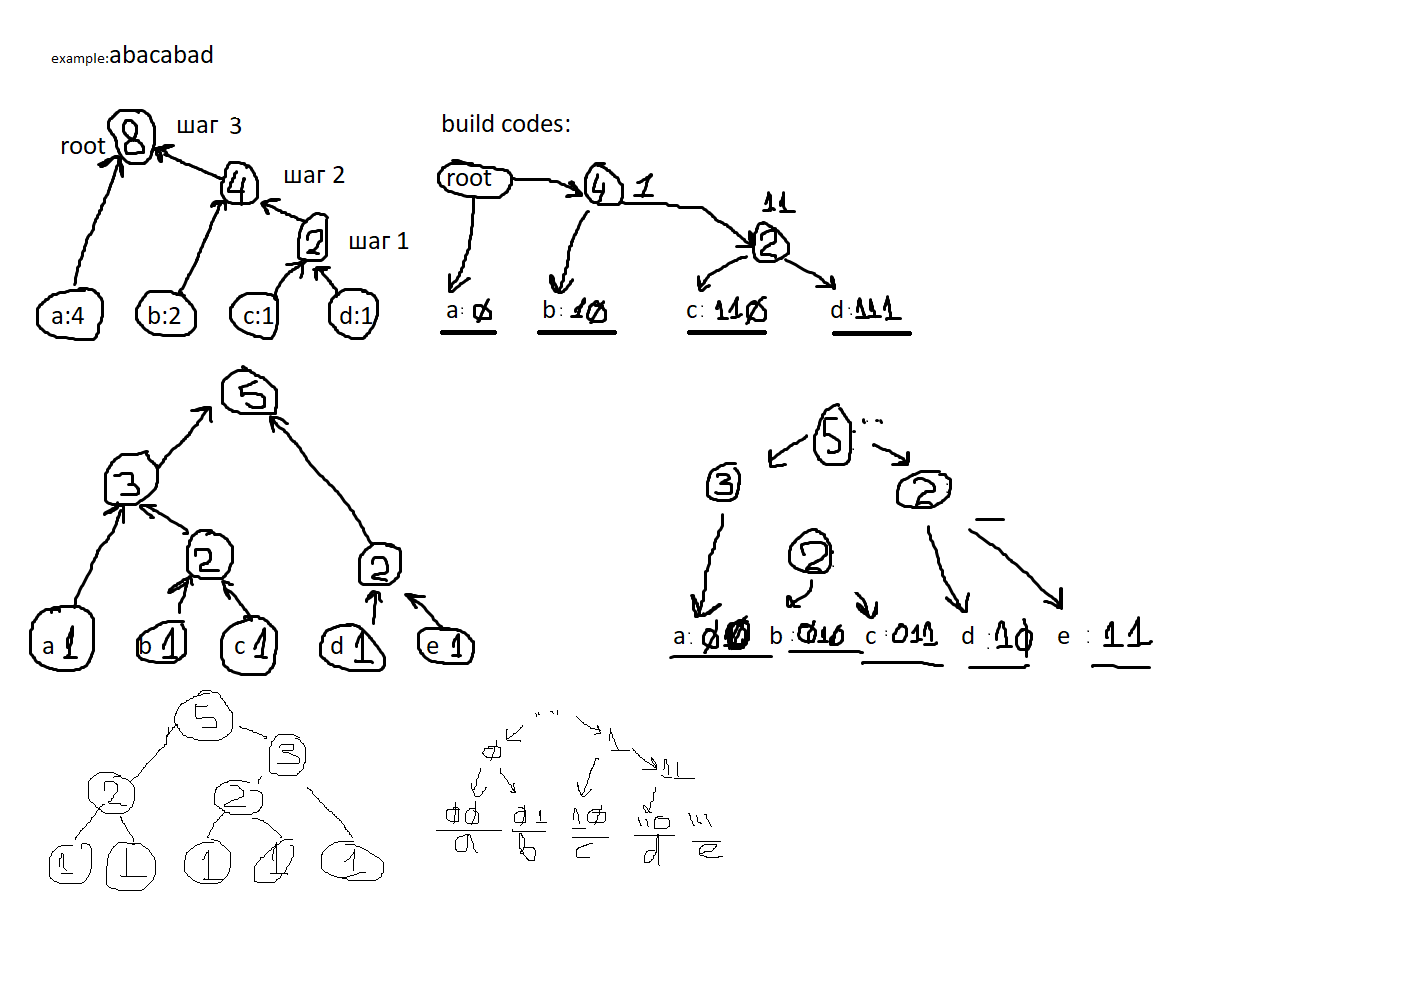 example:abacabad
8 шаг 3
root
4 шаг 2
2 шаг 1
a:4 b:2 c:1 d:1
build codes:
root 4 1
11
2
a: 0 b: 10 c: 110 d:111
5
3
2 2
a 1 b 1 c 1 d 1 e 1
5 ...
3 2
2
a: b:010 c:011 d:10 e:11
5
3
2 2
1 1 1 1 1
...
0 1
11
00 01 10 110 111
a b c d e